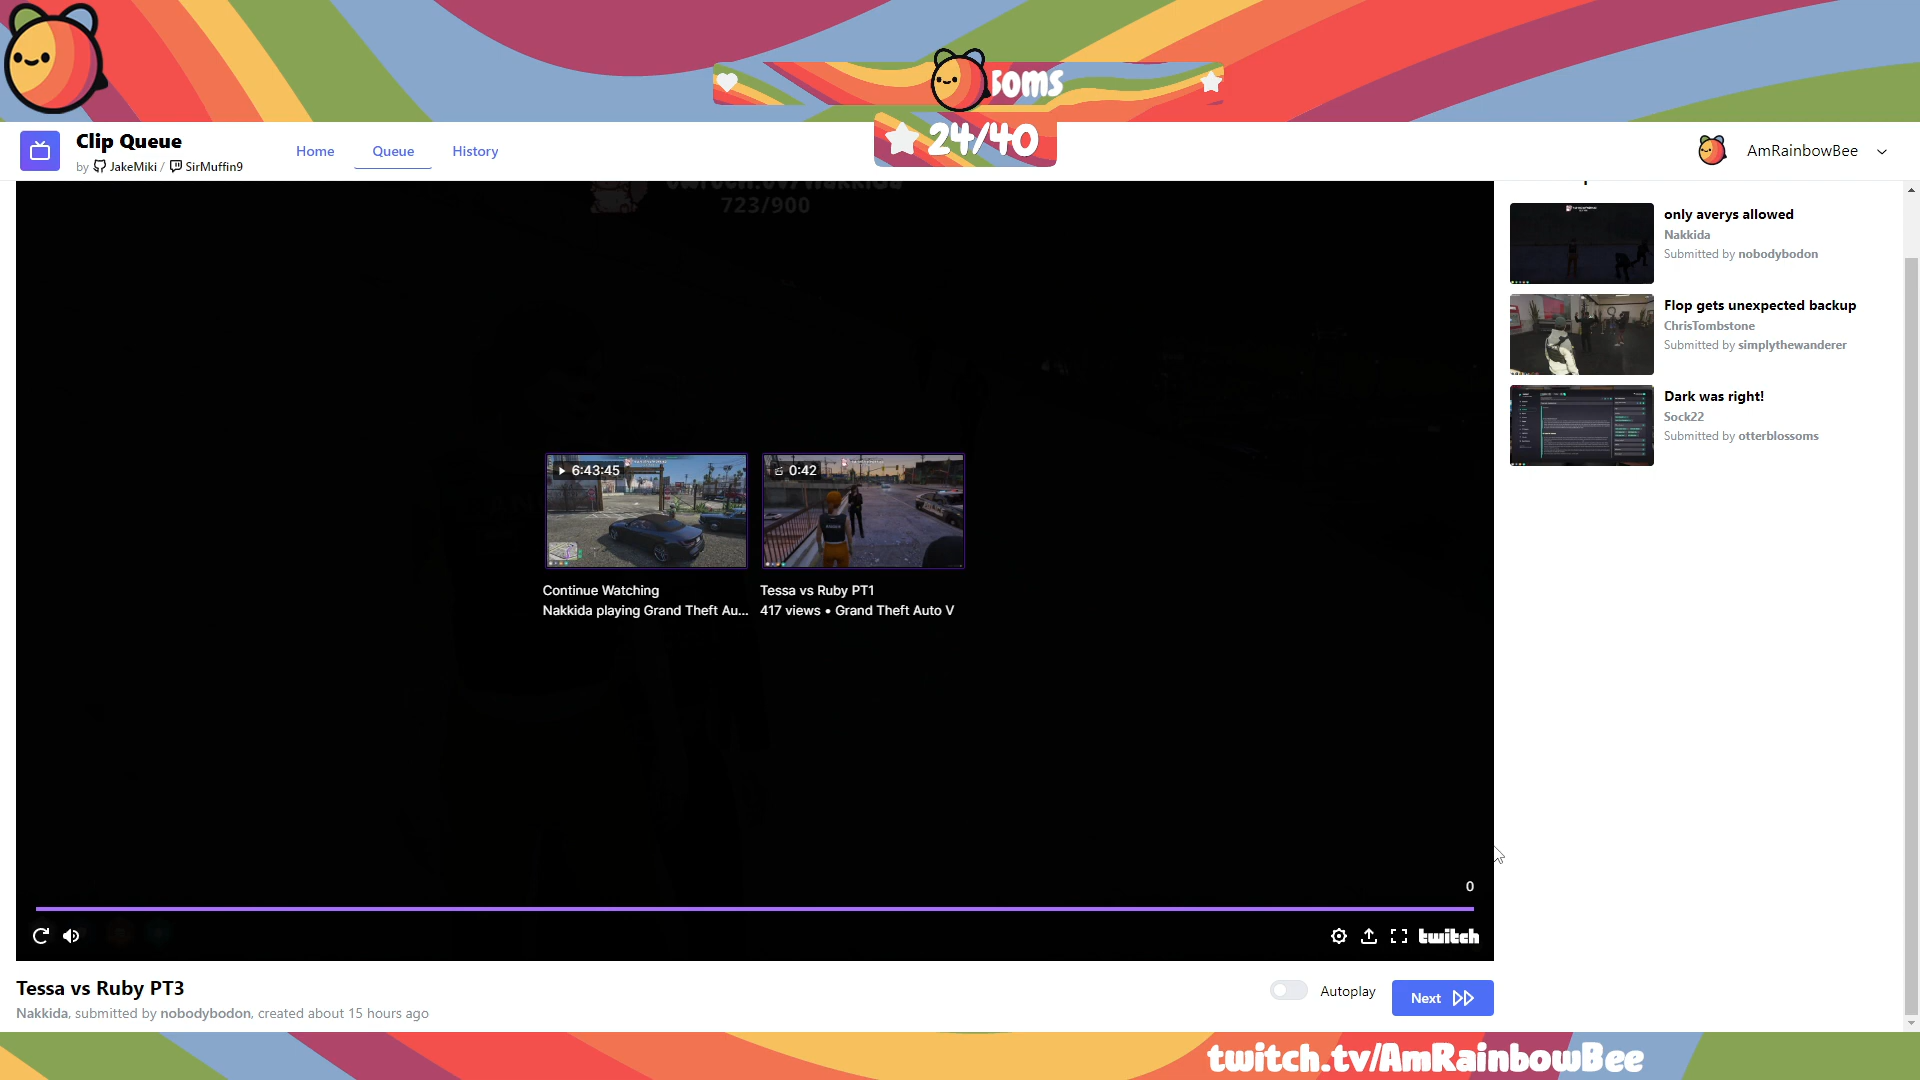 soms
24/40
Clip Queue
by JakeMiki / SirMuffin9
Home
Queue
History
AmRainbowBee
723/900
only averys allowed
Nakkida
Submitted by nobodybodon
Flop gets unexpected backup
ChrisTombstone
Submitted by simplythewanderer
Dark was right!
Sock22
Submitted by otterblossoms
6:43:45
0:42
Continue Watching
Nakkida playing Grand Theft Au...
Tessa vs Ruby PT1
417 views • Grand Theft Auto V
0
twitch
Tessa vs Ruby PT3
Nakkida, submitted by nobodybodon, created about 15 hours ago
Autoplay
Next
twitch.tv/AmRainbowBee